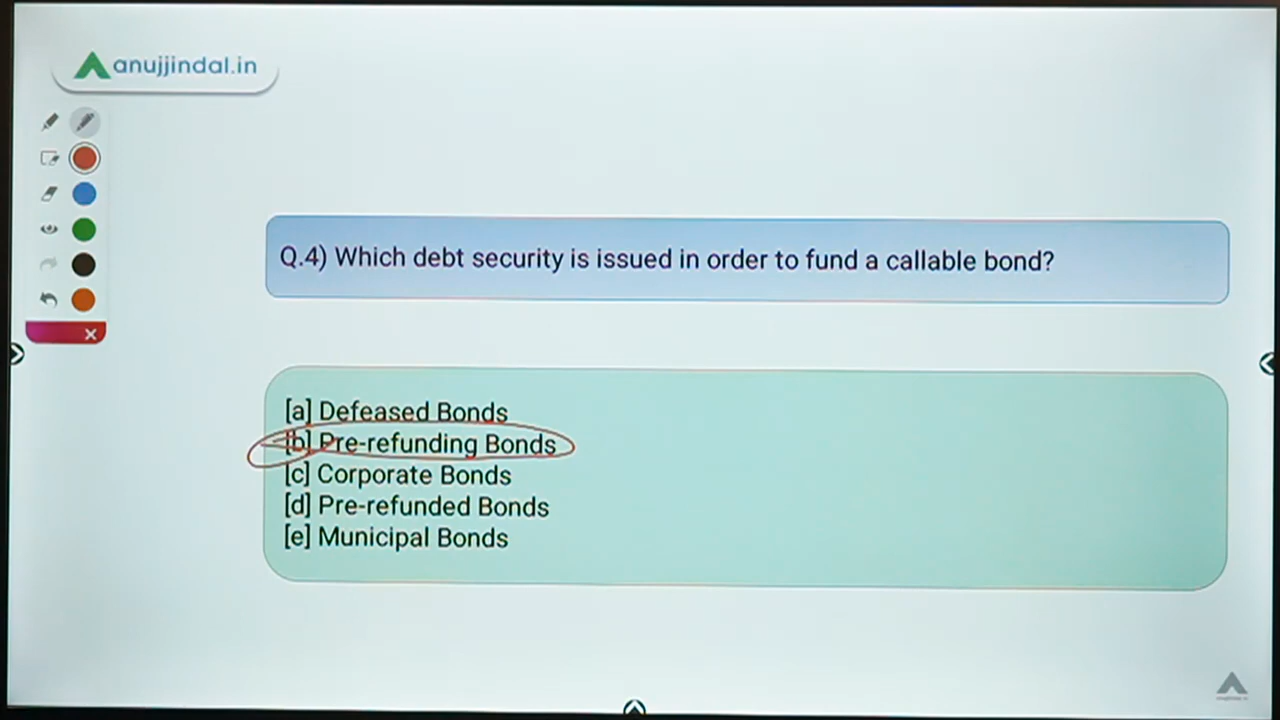 anujjindal.in
Q.4) Which debt security is issued in order to fund a callable bond?
[a] Defeased Bonds
[b] Pre-refunding Bonds
[c] Corporate Bonds
[d] Pre-refunded Bonds
[e] Municipal Bonds